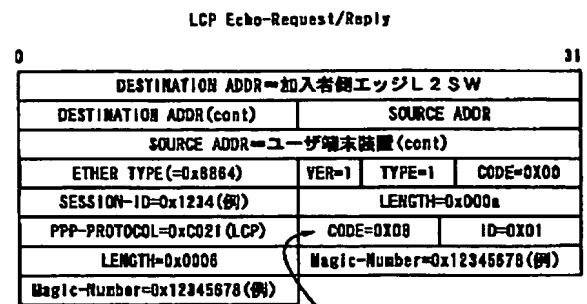 LCP Echo-Request/Reply
0 31
DESTINATION ADDR=加入者側エッジL2SW
DESTINATION ADDR(cont) SOURCE ADDR
SOURCE ADDR=ユーザ端末装置(cont)
ETHER TYPE(=0x8864) VER=1 TYPE=1 CODE=0X00
SESSION-ID=0x1234(例) LENGTH=0x000a
PPP-PROTOCOL=0xC021(LCP) CODE=0X08 ID=0X01
LENGTH=0x0006 Magic-Number=0x12345678(例)
Magic-Number=0x12345678(例)